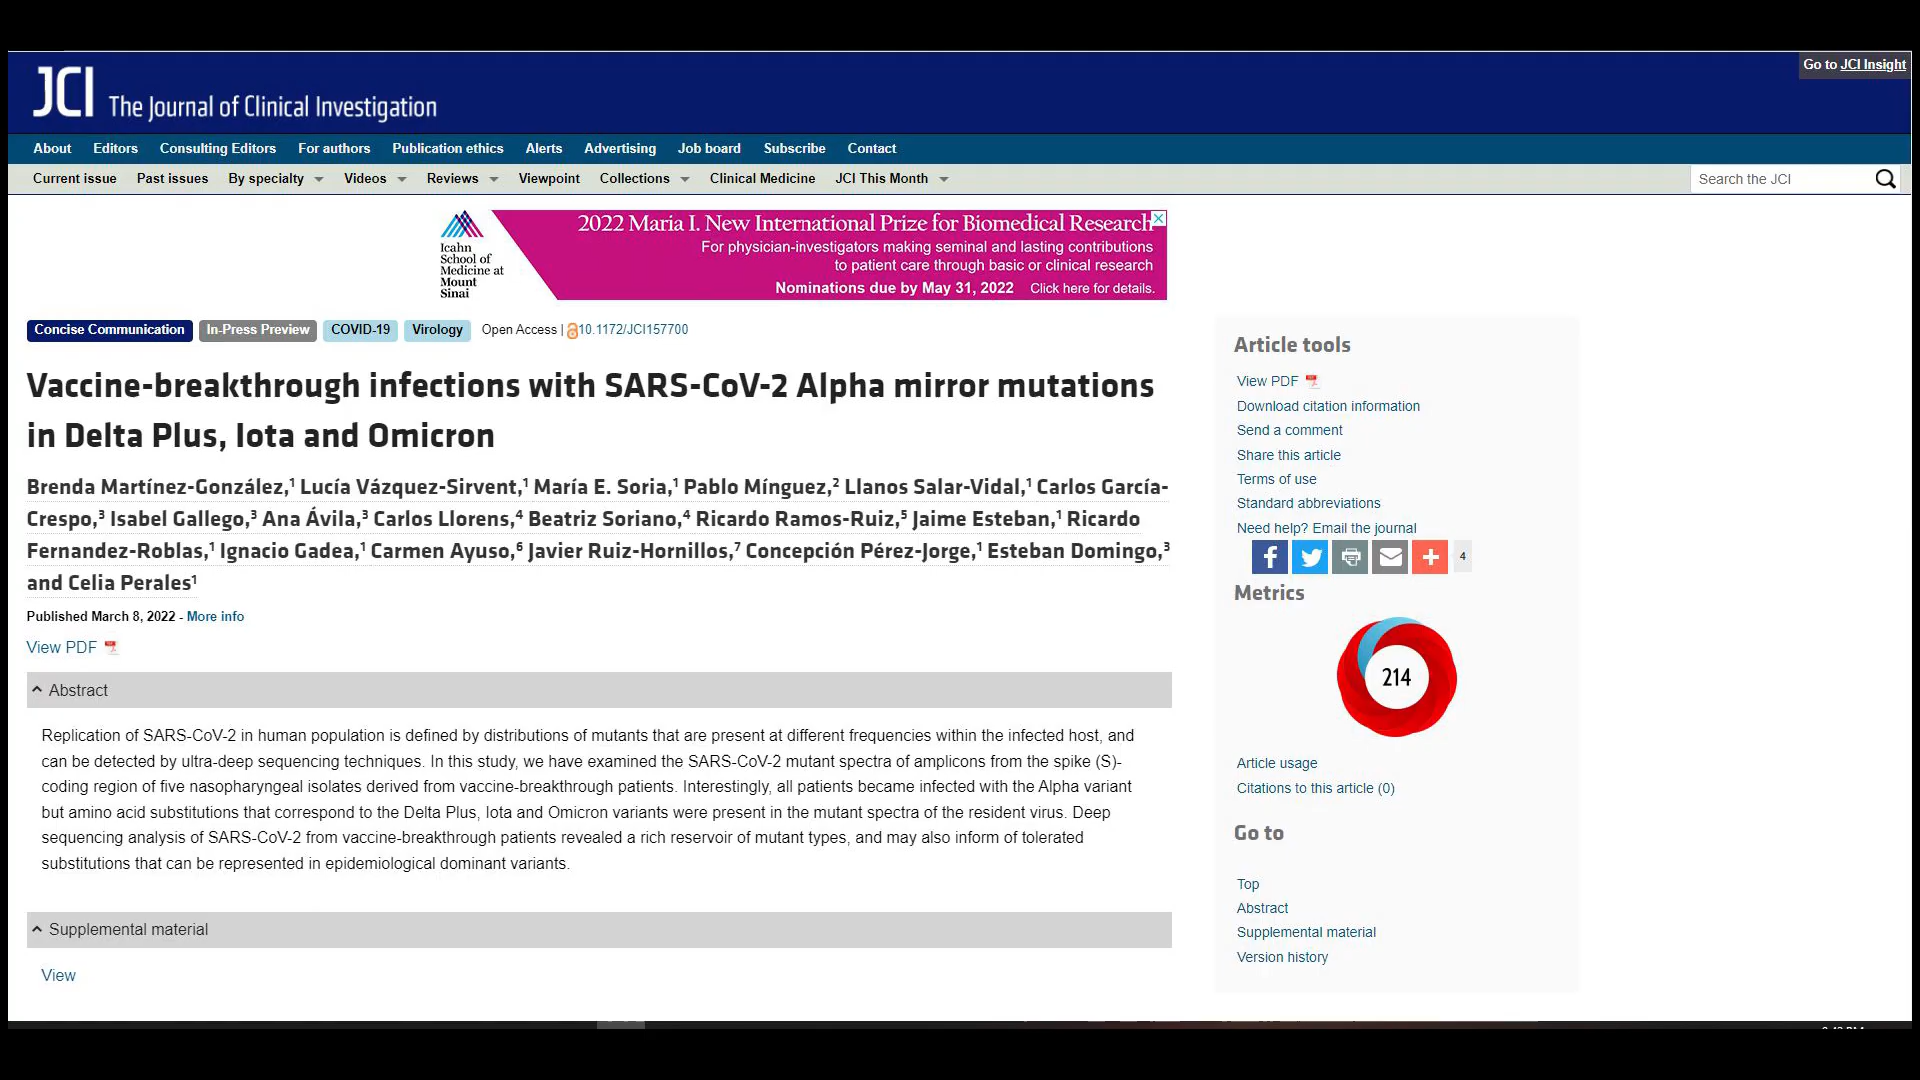 Go to JCI Insight
JCI The Journal of Clinical Investigation
About Editors Consulting Editors For authors Publication ethics Alerts Advertising Job board Subscribe Contact
Current issue Past issues By specialty Videos Reviews Viewpoint Collections Clinical Medicine JCI This Month Search the JCI
Icahn
School of
Medicine at
Mount
Sinai
2022 Maria I. New International Prize for Biomedical Research
For physician-investigators making seminal and lasting contributions
to patient care through basic or clinical research
Nominations due by May 31, 2022 Click here for details.
Concise Communication In-Press Preview COVID-19 Virology Open Access | 10.1172/JCI157700
Vaccine-breakthrough infections with SARS-CoV-2 Alpha mirror mutations
in Delta Plus, Iota and Omicron
Brenda Martínez-González,¹ Lucía Vázquez-Sirvent,¹ María E. Soria,¹ Pablo Mínguez,² Llanos Salar-Vidal,¹ Carlos García-
Crespo,³ Isabel Gallego,³ Ana Ávila,³ Carlos Llorens,⁴ Beatriz Soriano,⁴ Ricardo Ramos-Ruiz,⁵ Jaime Esteban,¹ Ricardo
Fernandez-Roblas,¹ Ignacio Gadea,¹ Carmen Ayuso,⁶ Javier Ruiz-Hornillos,⁷ Concepción Pérez-Jorge,¹ Esteban Domingo,³
and Celia Perales¹
Published March 8, 2022 - More info
View PDF
Abstract
Replication of SARS-CoV-2 in human population is defined by distributions of mutants that are present at different frequencies within the infected host, and
can be detected by ultra-deep sequencing techniques. In this study, we have examined the SARS-CoV-2 mutant spectra of amplicons from the spike (S)-
coding region of five nasopharyngeal isolates derived from vaccine-breakthrough patients. Interestingly, all patients became infected with the Alpha variant
but amino acid substitutions that correspond to the Delta Plus, Iota and Omicron variants were present in the mutant spectra of the resident virus. Deep
sequencing analysis of SARS-CoV-2 from vaccine-breakthrough patients revealed a rich reservoir of mutant types, and may also inform of tolerated
substitutions that can be represented in epidemiological dominant variants.
Supplemental material
View
Article tools
View PDF
Download citation information
Send a comment
Share this article
Terms of use
Standard abbreviations
Need help? Email the journal
4
Metrics
214
Article usage
Citations to this article (0)
Go to
Top
Abstract
Supplemental material
Version history